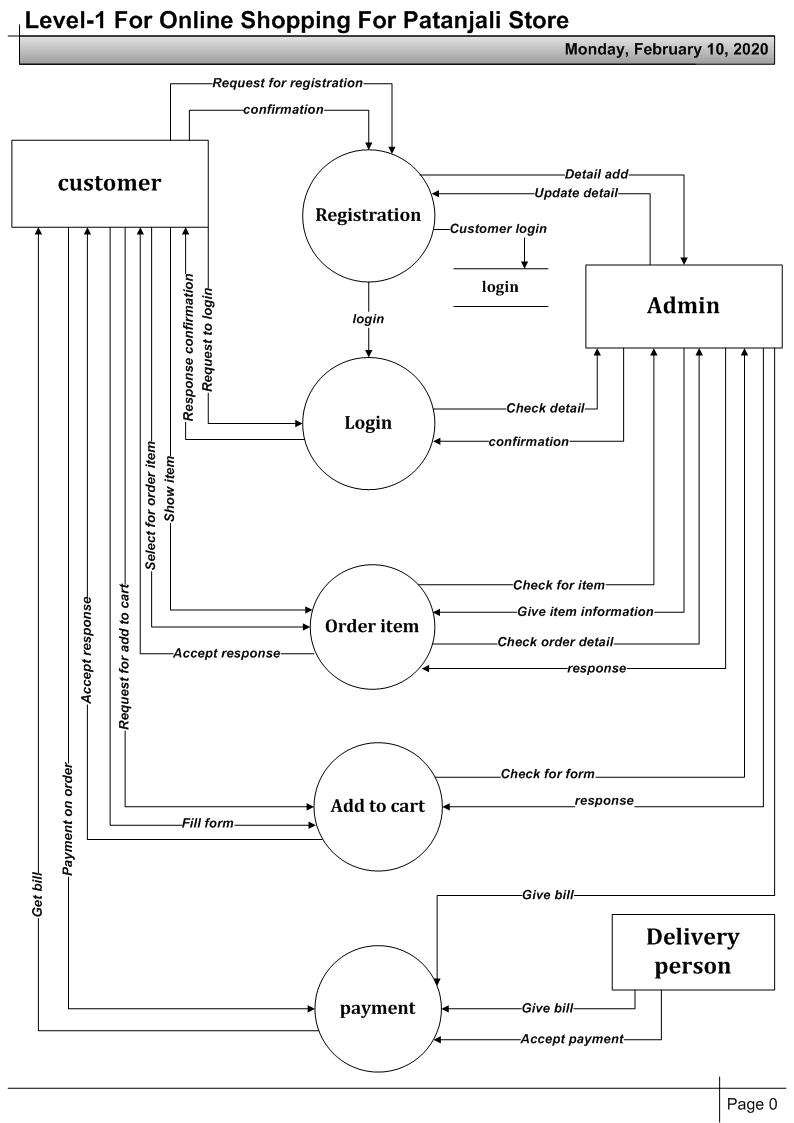 Level-1 For Online Shopping For Patanjali Store
Monday, February 10, 2020
Request for registration
confirmation
customer
Detail add
Update detail
Registration
Customer login
login
Admin
login
Response confirmation
Request to login
Login
Check detail
confirmation
Select for order item
Show item
Check for item
Order item
Give item information
Check order detail
Accept response
response
Accept response
Request for add to cart
Check for form
Add to cart
response
Fill form
Payment on order
Get bill
Give bill
Delivery
person
payment
Give bill
Accept payment
Page 0